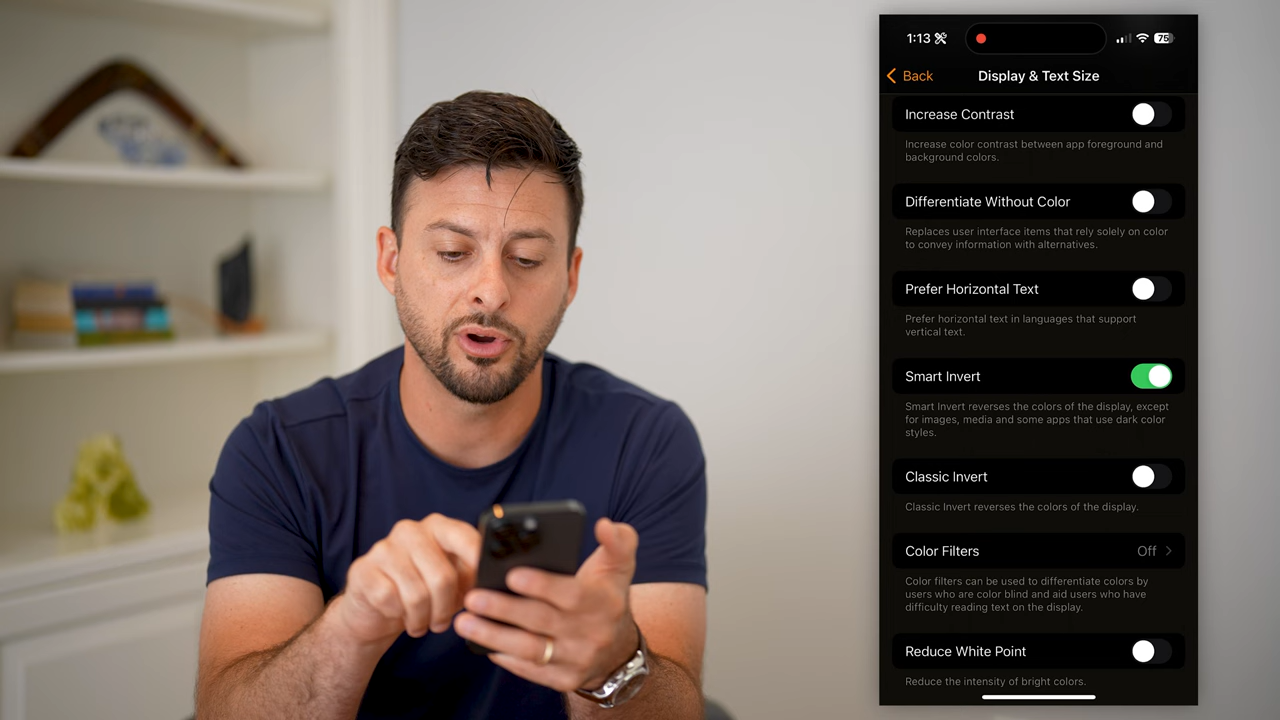 1:13
75
Back
Display & Text Size
Increase Contrast
Increase color contrast between app foreground and
background colors.
Differentiate Without Color
Replaces user interface items that rely solely on color
to convey information with alternatives.
Prefer Horizontal Text
Prefer horizontal text in languages that support
vertical text.
Smart Invert
Smart Invert reverses the colors of the display, except
for images, media and some apps that use dark color
styles.
Classic Invert
Classic Invert reverses the colors of the display.
Color Filters
Off
Color filters can be used to differentiate colors by
users who are color blind and aid users who have
difficulty reading text on the display.
Reduce White Point
Reduce the intensity of bright colors.